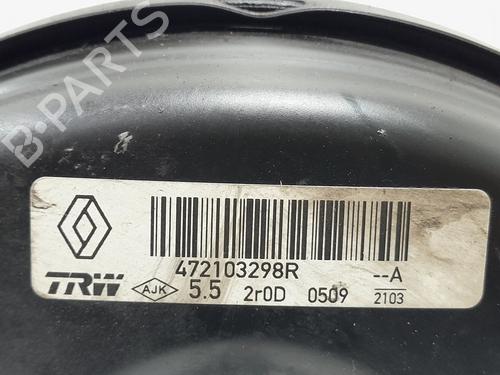 B-PARTS
472103298R --A
TRW AJK 5.5 2r0D 0509 2103